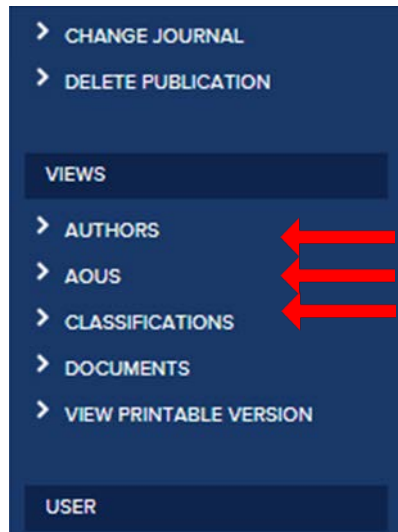 CHANGE JOURNAL
DELETE PUBLICATION
VIEWS
AUTHORS
AOUS
CLASSIFICATIONS
DOCUMENTS
VIEW PRINTABLE VERSION
USER